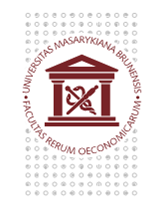 UNIVERSITAS MASARYKIANA BRUNENSIS
• FACULTAS RERUM OECONOMICARUM •